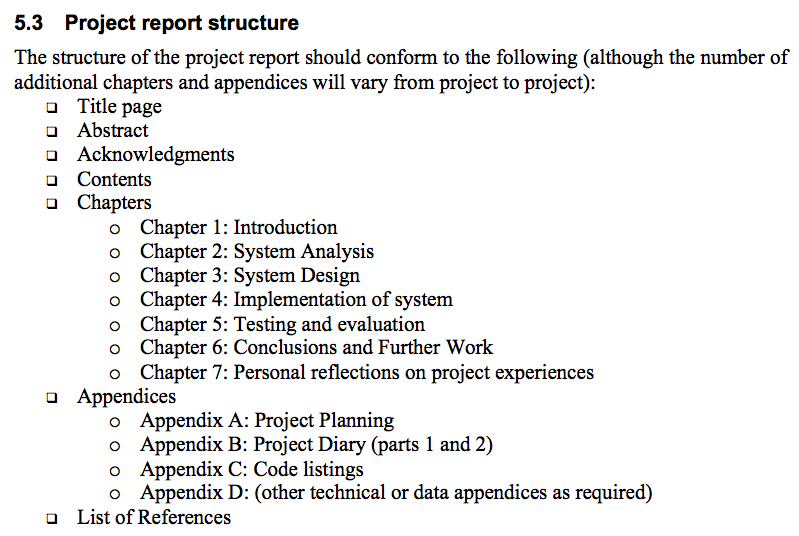 5.3 Project report structure
The structure of the project report should conform to the following (although the number of
additional chapters and appendices will vary from project to project):
❑ Title page
❑ Abstract
❑ Acknowledgments
❑ Contents
❑ Chapters
o Chapter 1: Introduction
o Chapter 2: System Analysis
o Chapter 3: System Design
o Chapter 4: Implementation of system
o Chapter 5: Testing and evaluation
o Chapter 6: Conclusions and Further Work
o Chapter 7: Personal reflections on project experiences
❑ Appendices
o Appendix A: Project Planning
o Appendix B: Project Diary (parts 1 and 2)
o Appendix C: Code listings
o Appendix D: (other technical or data appendices as required)
❑ List of References